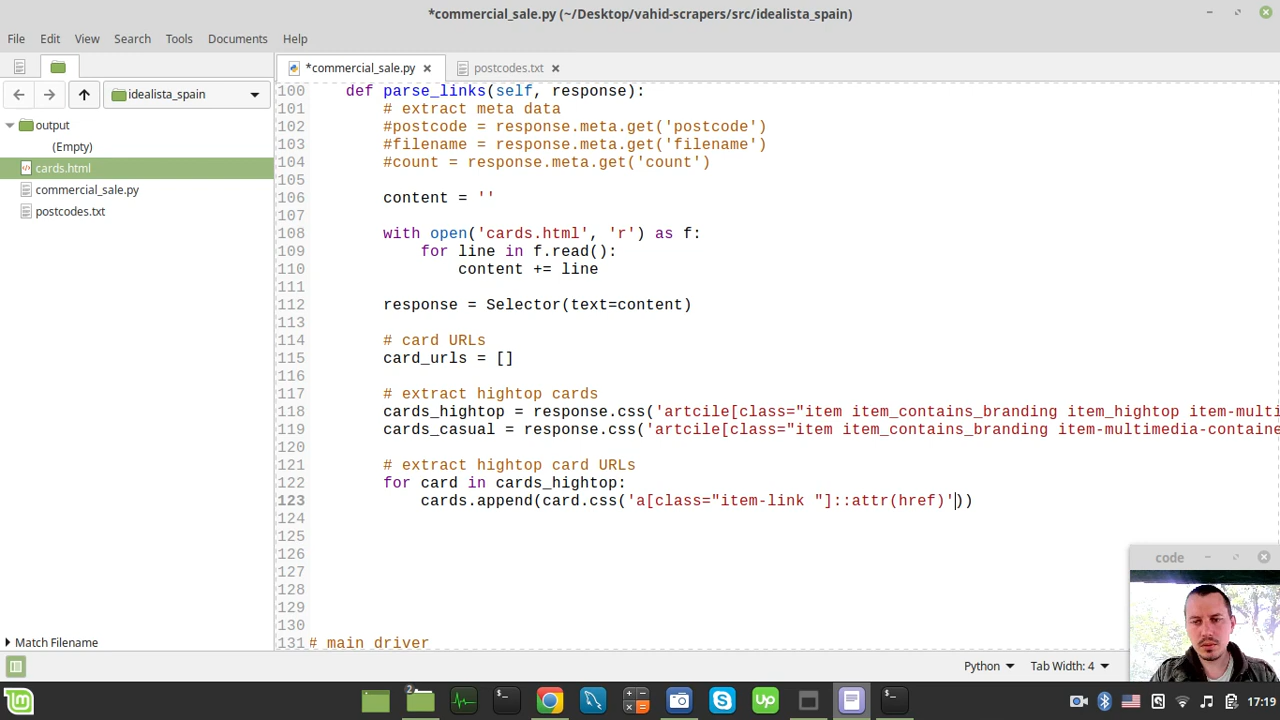 *commercial_sale.py (~/Desktop/vahid-scrapers/src/idealista_spain)
File Edit View Search Tools Documents Help
*commercial_sale.py
postcodes.txt
idealista_spain
output
(Empty)
cards.html
commercial_sale.py
postcodes.txt
100 def parse_links(self, response):
101 # extract meta data
102 #postcode = response.meta.get('postcode')
103 #filename = response.meta.get('filename')
104 #count = response.meta.get('count')
105
106 content = ''
107
108 with open('cards.html', 'r') as f:
109 for line in f.read():
110 content += line
111
112 response = Selector(text=content)
113
114 # card URLs
115 card_urls = []
116
117 # extract hightop cards
118 cards_hightop = response.css('artcile[class="item item_contains_branding item_hightop item-multi
119 cards_casual = response.css('artcile[class="item item_contains_branding item-multimedia-containe
120
121 # extract hightop card URLs
122 for card in cards_hightop:
123 cards.append(card.css('a[class="item-link "]::attr(href)'))
124
125
126
127
128
129
130
131 # main driver
Match Filename
code
Python Tab Width: 4
2
17:19